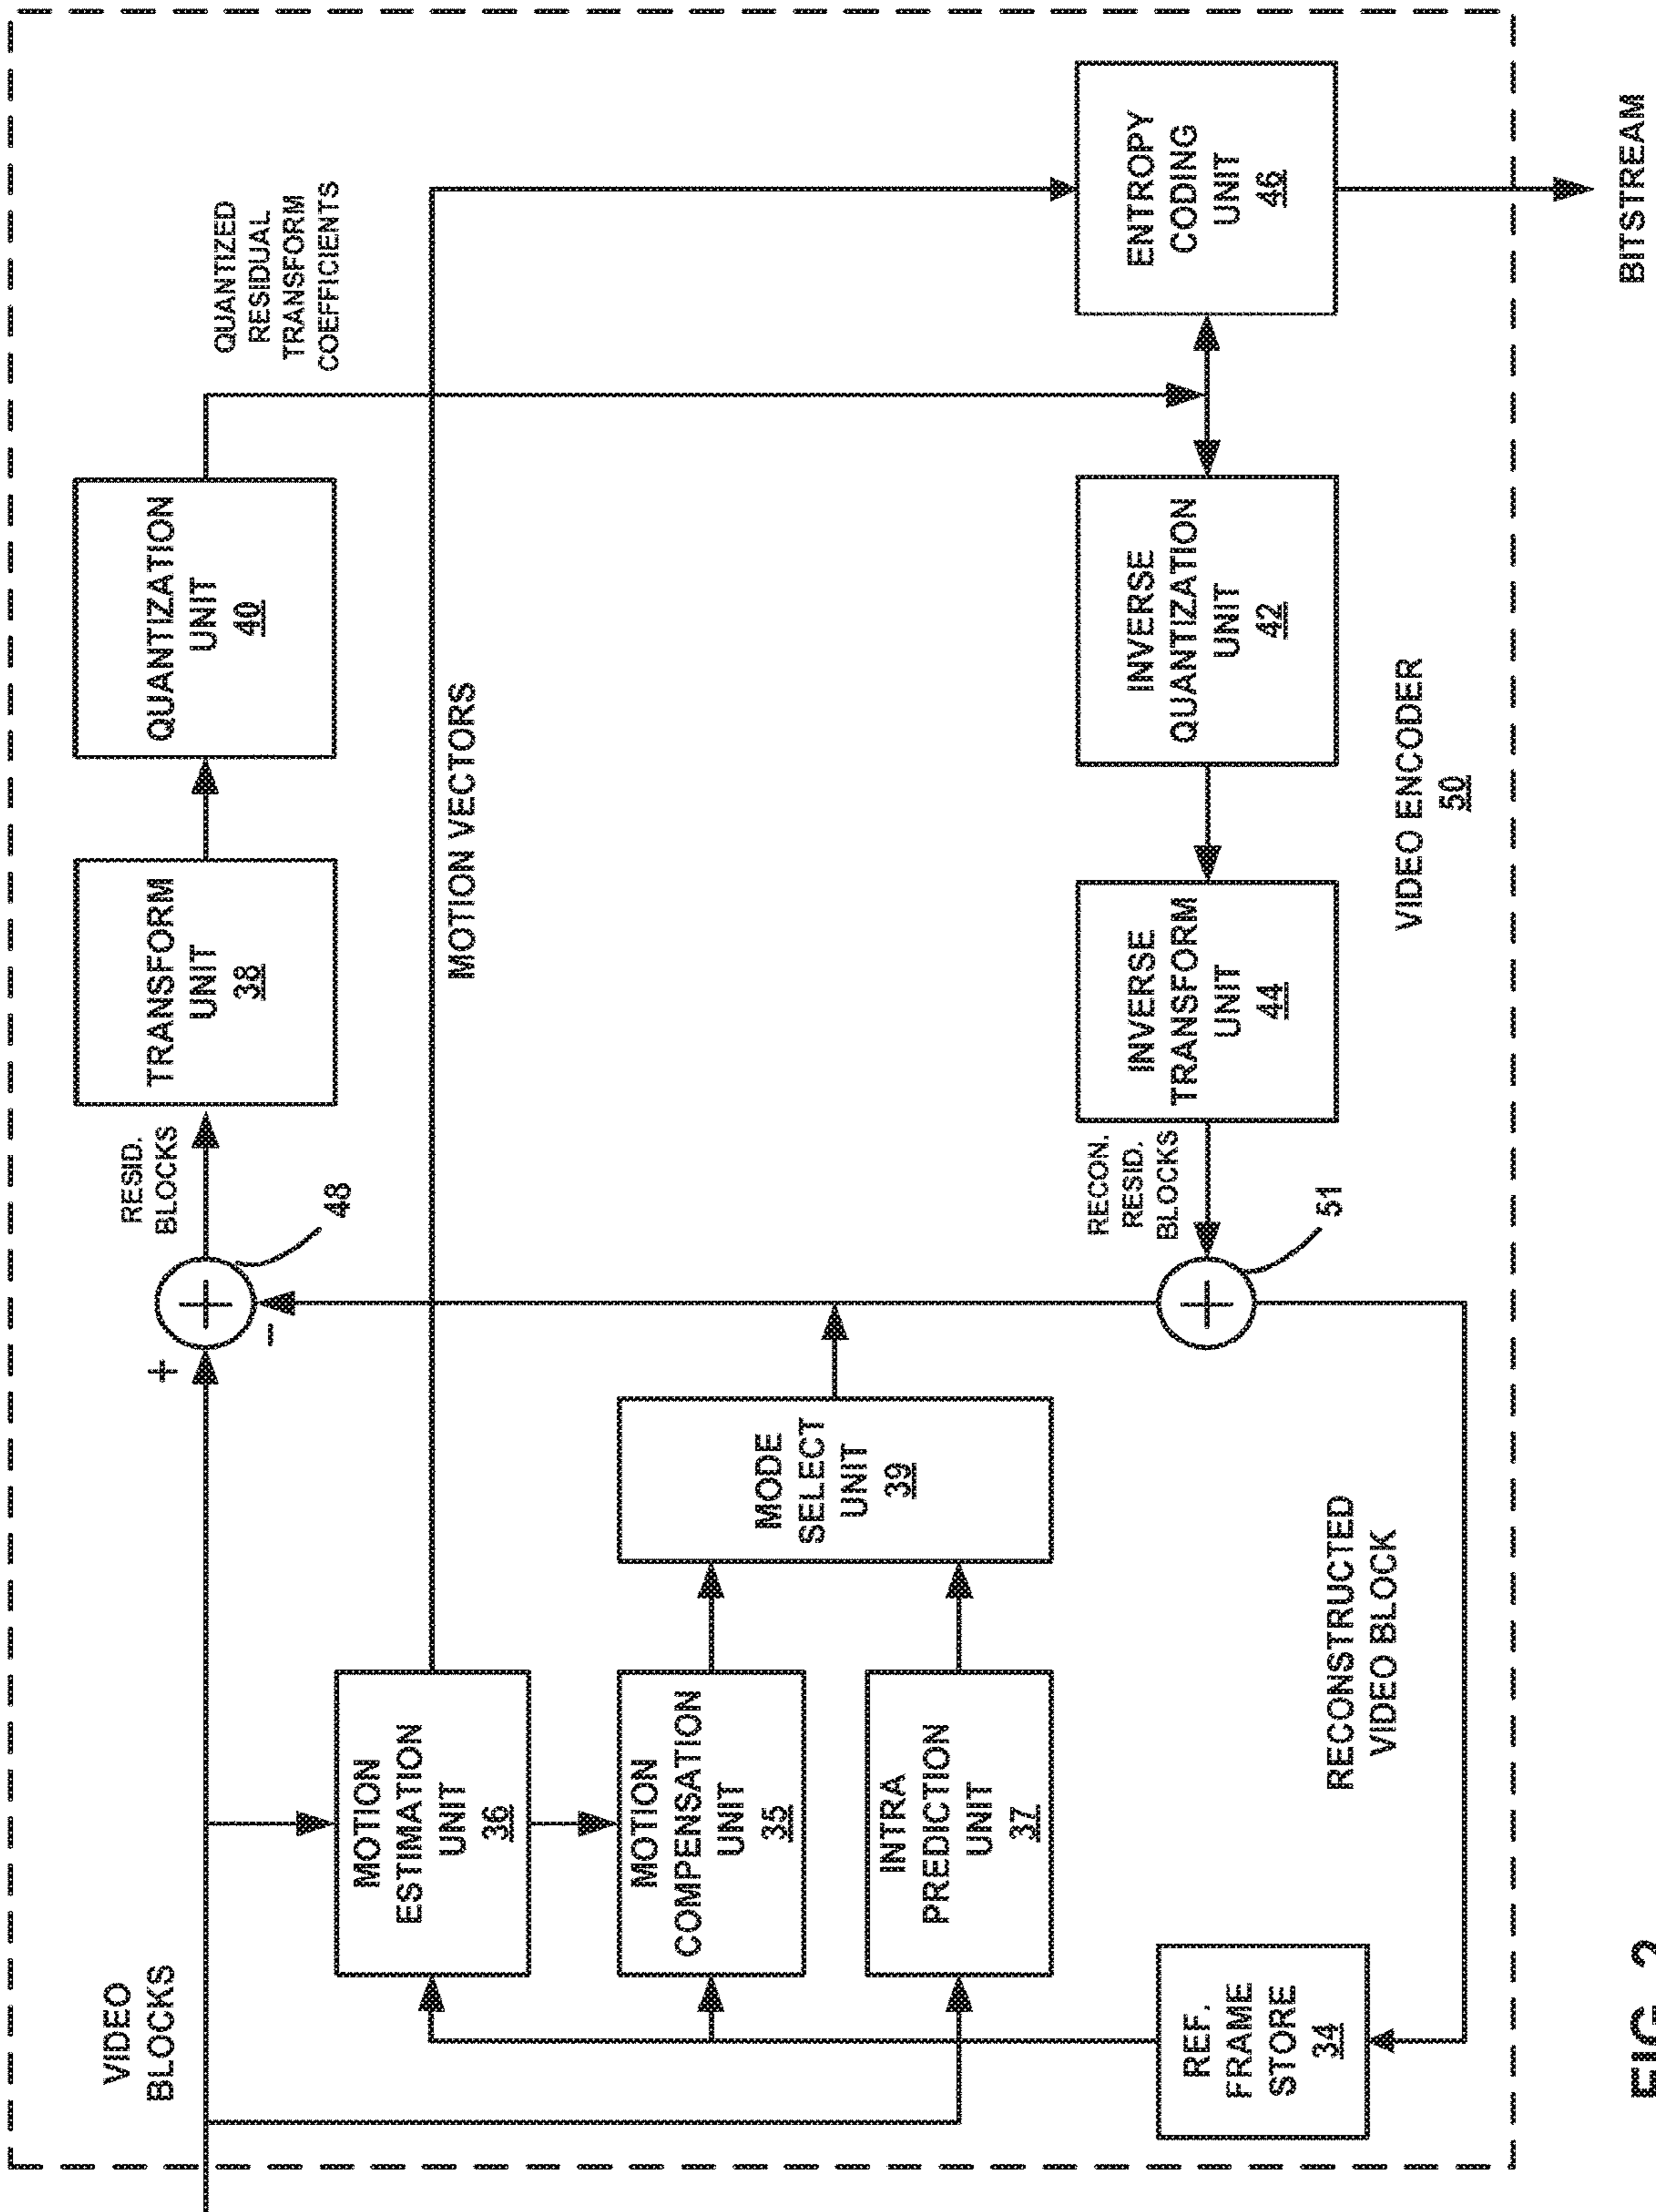 VIDEO
BLOCKS
+
-
48
RESID.
BLOCKS
TRANSFORM
UNIT
38
QUANTIZATION
UNIT
40
QUANTIZED
RESIDUAL
TRANSFORM
COEFFICIENTS
MOTION VECTORS
MOTION
ESTIMATION
UNIT
36
MOTION
COMPENSATION
UNIT
35
INTRA
PREDICTION
UNIT
37
MODE
SELECT
UNIT
39
REF.
FRAME
STORE
34
RECONSTRUCTED
VIDEO BLOCK
51
RECON.
RESID.
BLOCKS
INVERSE
TRANSFORM
UNIT
44
INVERSE
QUANTIZATION
UNIT
42
ENTROPY
CODING
UNIT
46
VIDEO ENCODER
50
BITSTREAM
FIG. 2